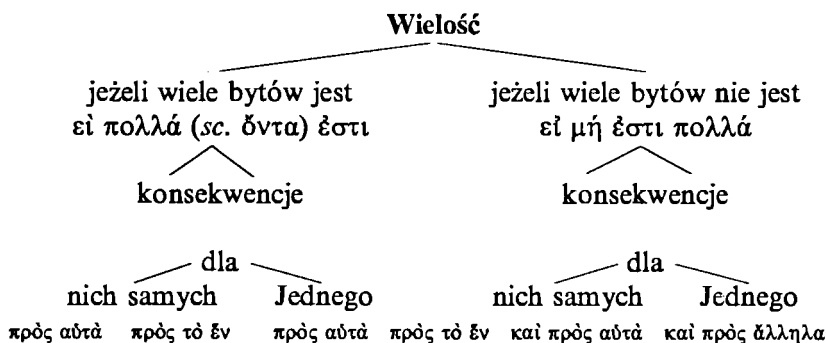 Wielość
jeżeli wiele bytów jest jeżeli wiele bytów nie jest
εἰ πολλά (sc. ὄντα) ἐστι εἰ μή ἐστι πολλά
konsekwencje konsekwencje
dla dla
nich samych Jednego nich samych Jednego
πρὸς αὑτὰ πρὸς τὸ ἕν πρὸς αὑτὰ πρὸς τὸ ἕν καὶ πρὸς αὑτὰ καὶ πρὸς ἄλληλα